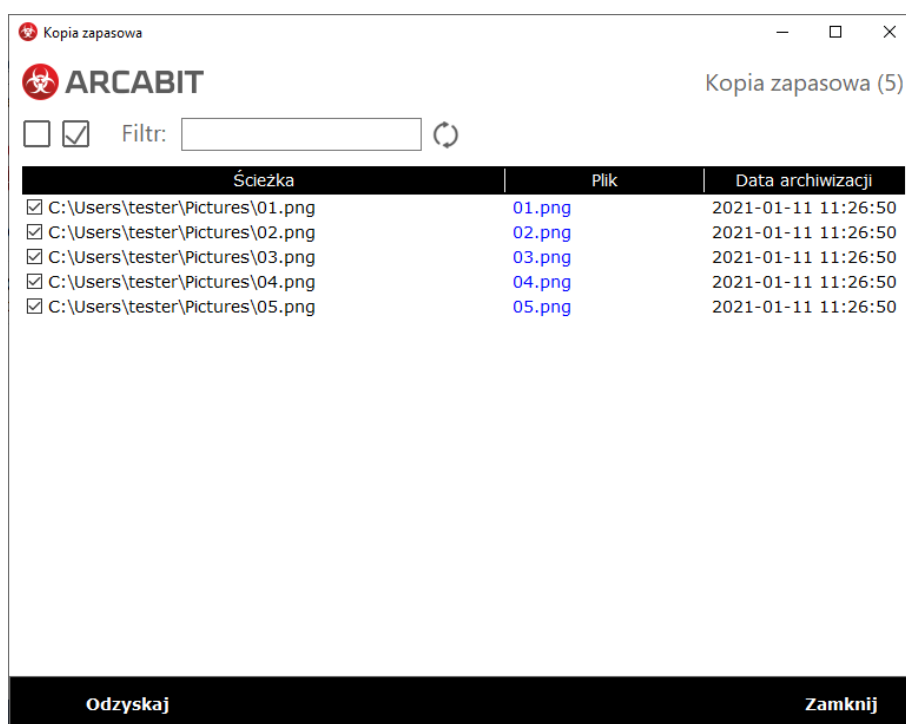 Kopia zapasowa
ARCABIT
Kopia zapasowa (5)
Filtr:
Ścieżka Plik Data archiwizacji
C:\Users\tester\Pictures\01.png 01.png 2021-01-11 11:26:50
C:\Users\tester\Pictures\02.png 02.png 2021-01-11 11:26:50
C:\Users\tester\Pictures\03.png 03.png 2021-01-11 11:26:50
C:\Users\tester\Pictures\04.png 04.png 2021-01-11 11:26:50
C:\Users\tester\Pictures\05.png 05.png 2021-01-11 11:26:50
Odzyskaj Zamknij